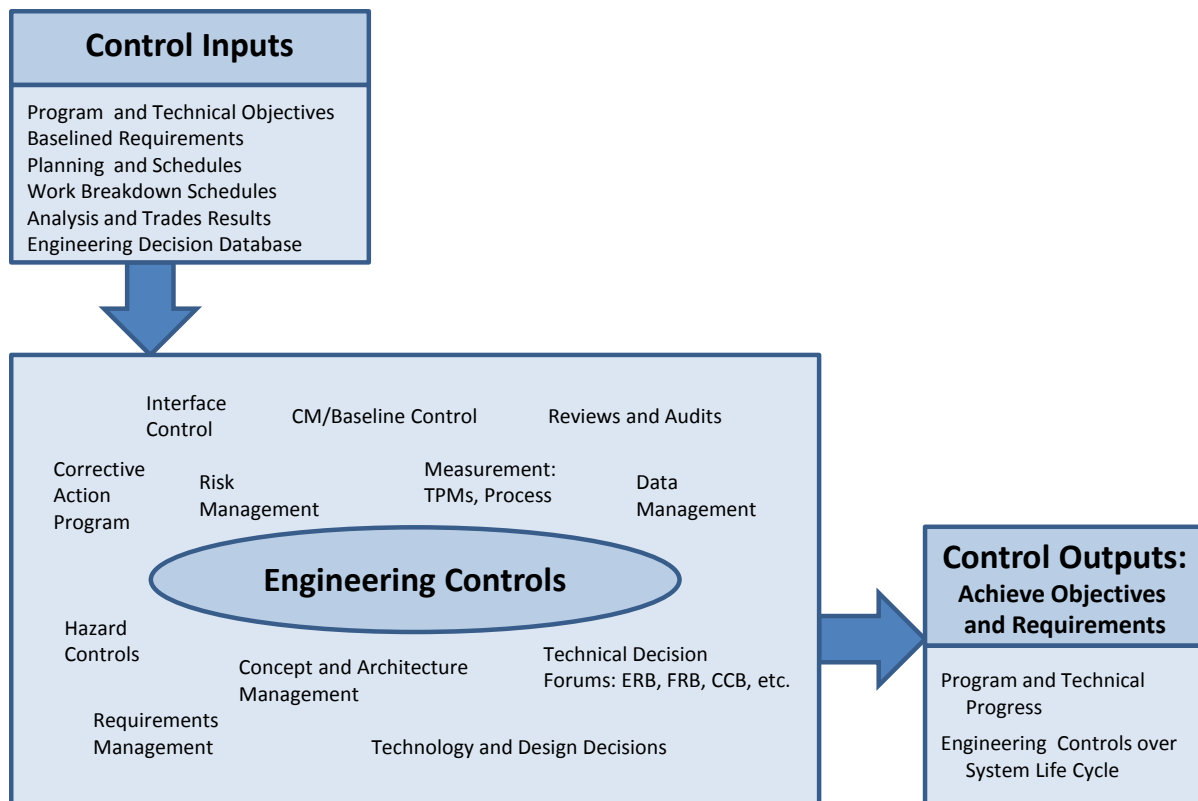 Control Inputs
Program and Technical Objectives
Baselined Requirements
Planning and Schedules
Work Breakdown Schedules
Analysis and Trades Results
Engineering Decision Database
Interface
Control
CM/Baseline Control
Reviews and Audits
Corrective
Action
Program
Risk
Management
Measurement:
TPMs, Process
Data
Management
Engineering Controls
Hazard
Controls
Concept and Architecture
Management
Technical Decision
Forums: ERB, FRB, CCB, etc.
Requirements
Management
Technology and Design Decisions
Control Outputs:
Achieve Objectives
and Requirements
Program and Technical
Progress
Engineering Controls over
System Life Cycle